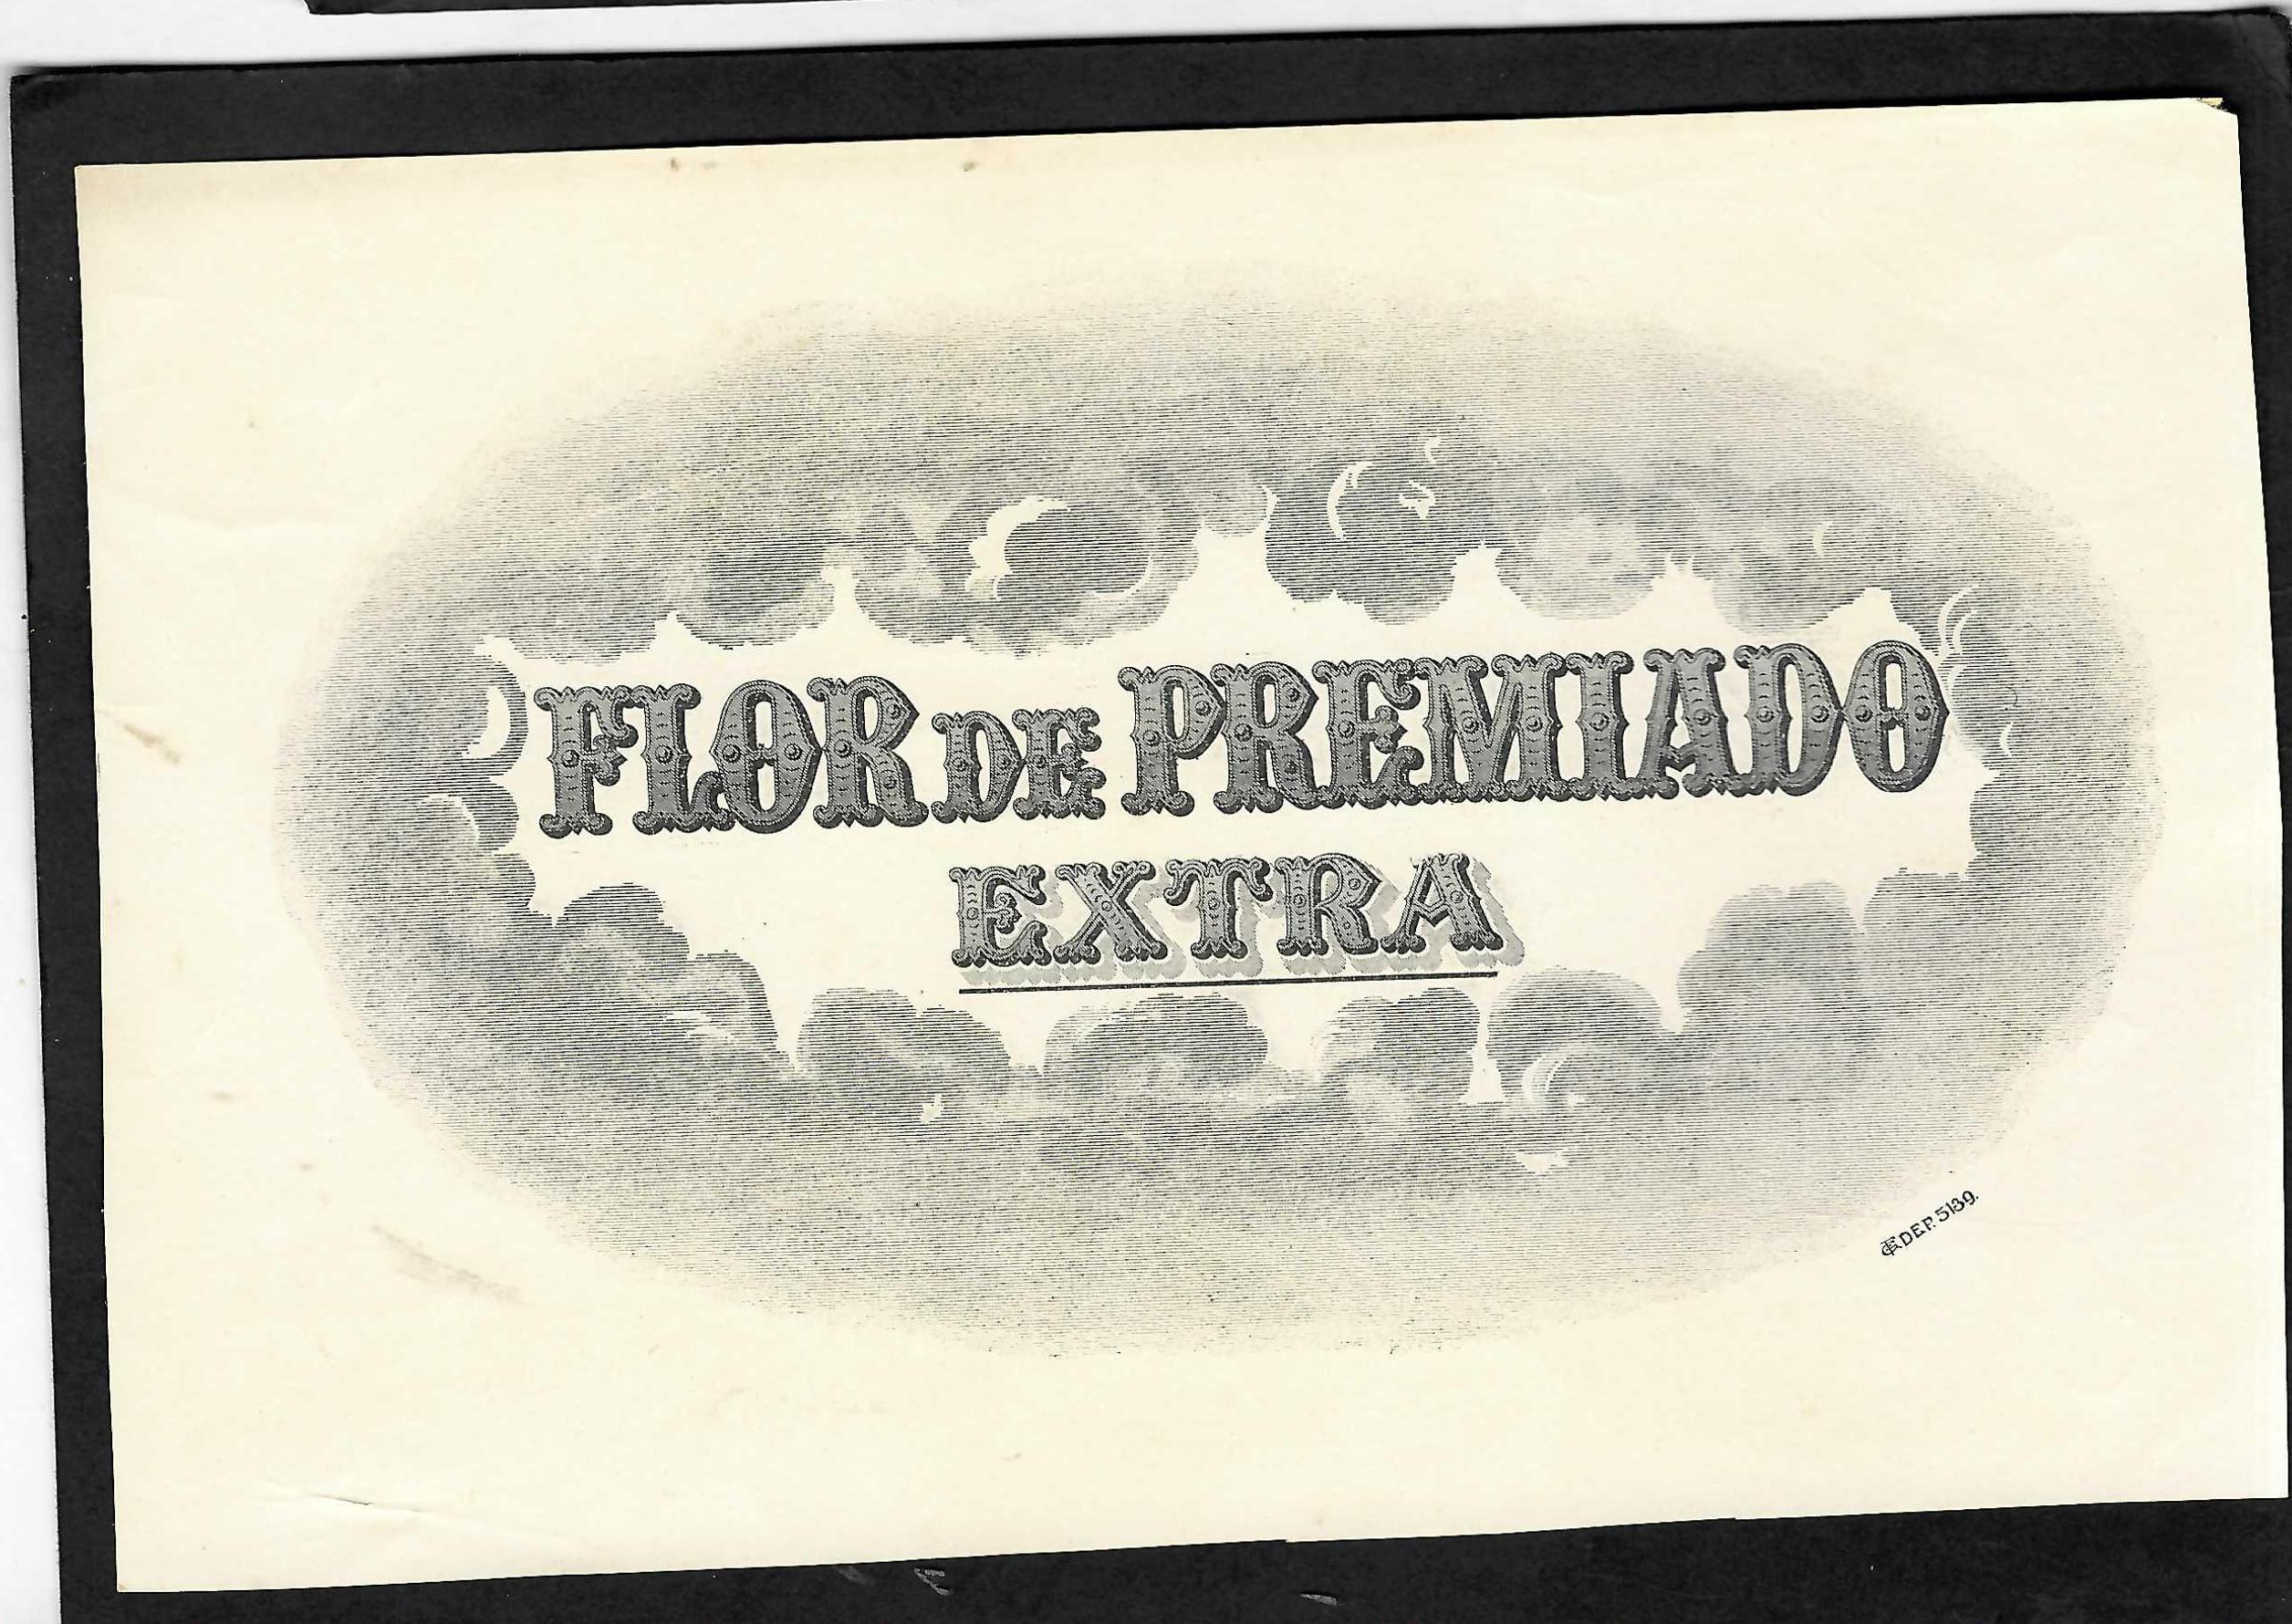 FLOR DE PREMIADO
EXTRA
DEP. 5139.